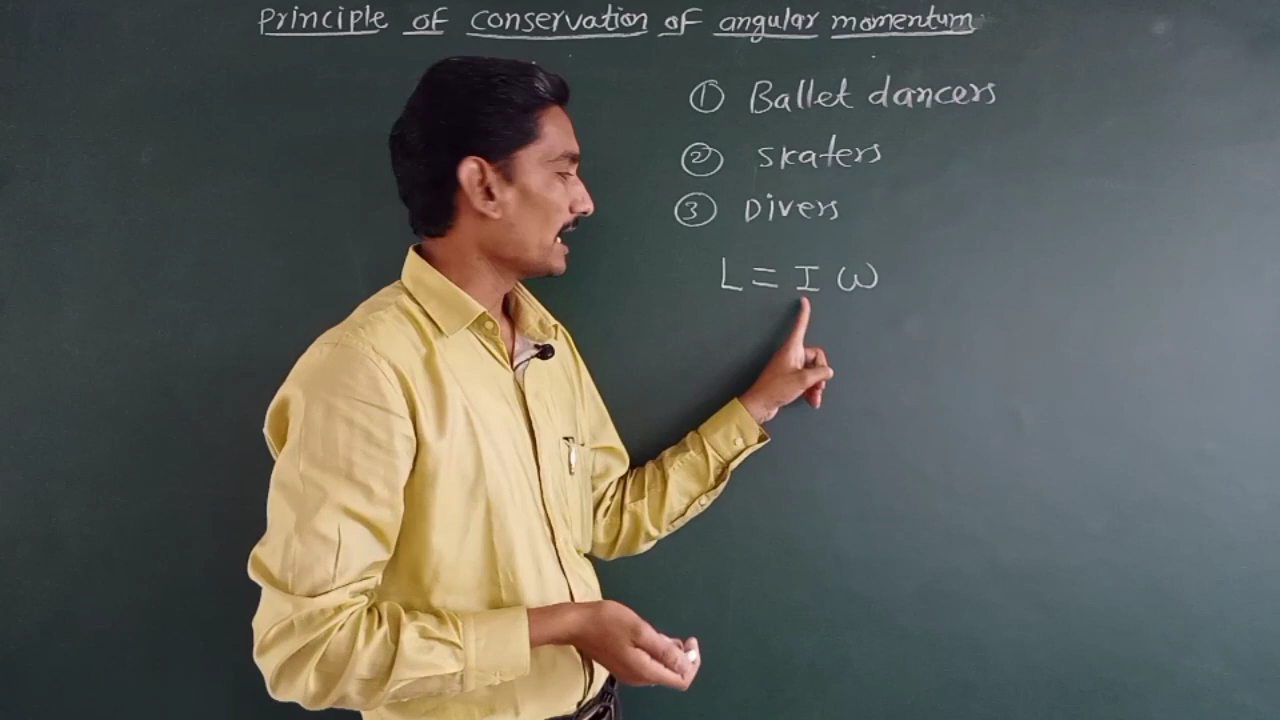 Principle of conservation of angular momentum
① Ballet dancers
② Skaters
③ Divers
L = I ω